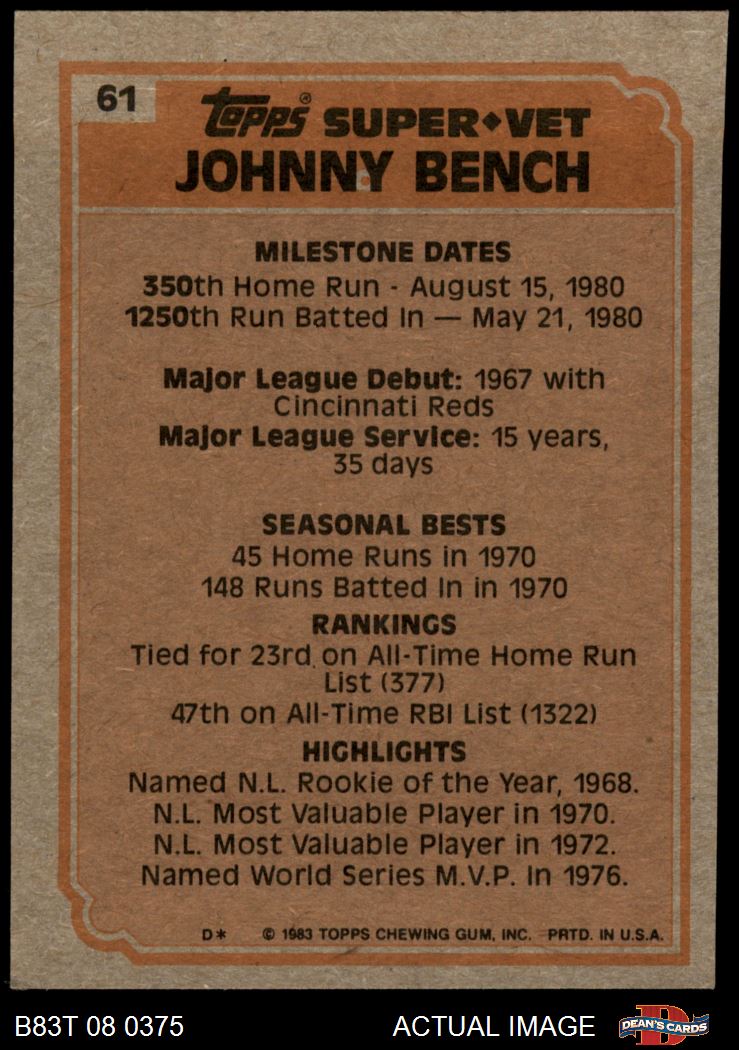 61
Topps® SUPER♦VET
JOHNNY BENCH
MILESTONE DATES
350th Home Run - August 15, 1980
1250th Run Batted In — May 21, 1980
Major League Debut: 1967 with
Cincinnati Reds
Major League Service: 15 years,
35 days
SEASONAL BESTS
45 Home Runs in 1970
148 Runs Batted In in 1970
RANKINGS
Tied for 23rd on All-Time Home Run
List (377)
47th on All-Time RBI List (1322)
HIGHLIGHTS
Named N.L. Rookie of the Year, 1968.
N.L. Most Valuable Player in 1970.
N.L. Most Valuable Player in 1972.
Named World Series M.V.P. In 1976.
D* © 1983 TOPPS CHEWING GUM, INC. PRTD. IN U.S.A.
B83T 08 0375 ACTUAL IMAGE D DEAN'S CARDS